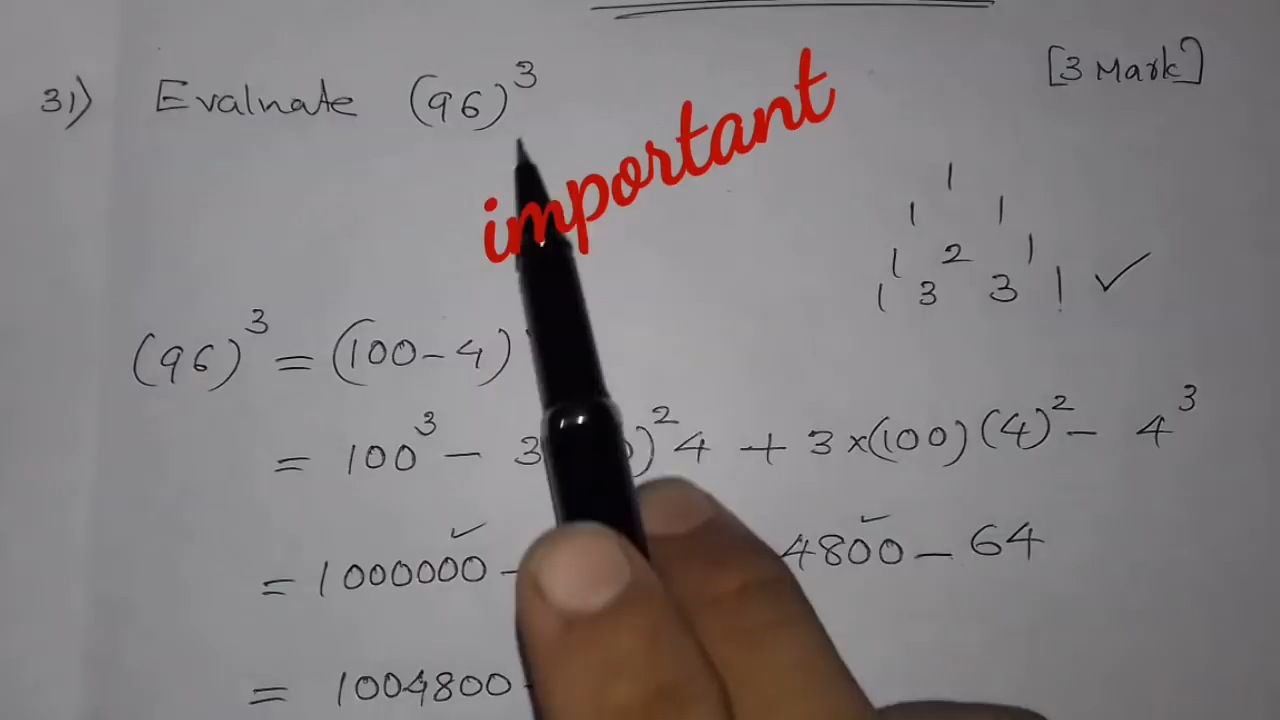 31) Evalnate (96)³ [3 Mark]
important
1
1 1
1 2 1
1 3 3 1 ✓
(96)³ = (100-4)
= 100³ - 3 )² 4 + 3×(100) (4)² - 4³
= 1000000 - 4800 - 64
= 1004800